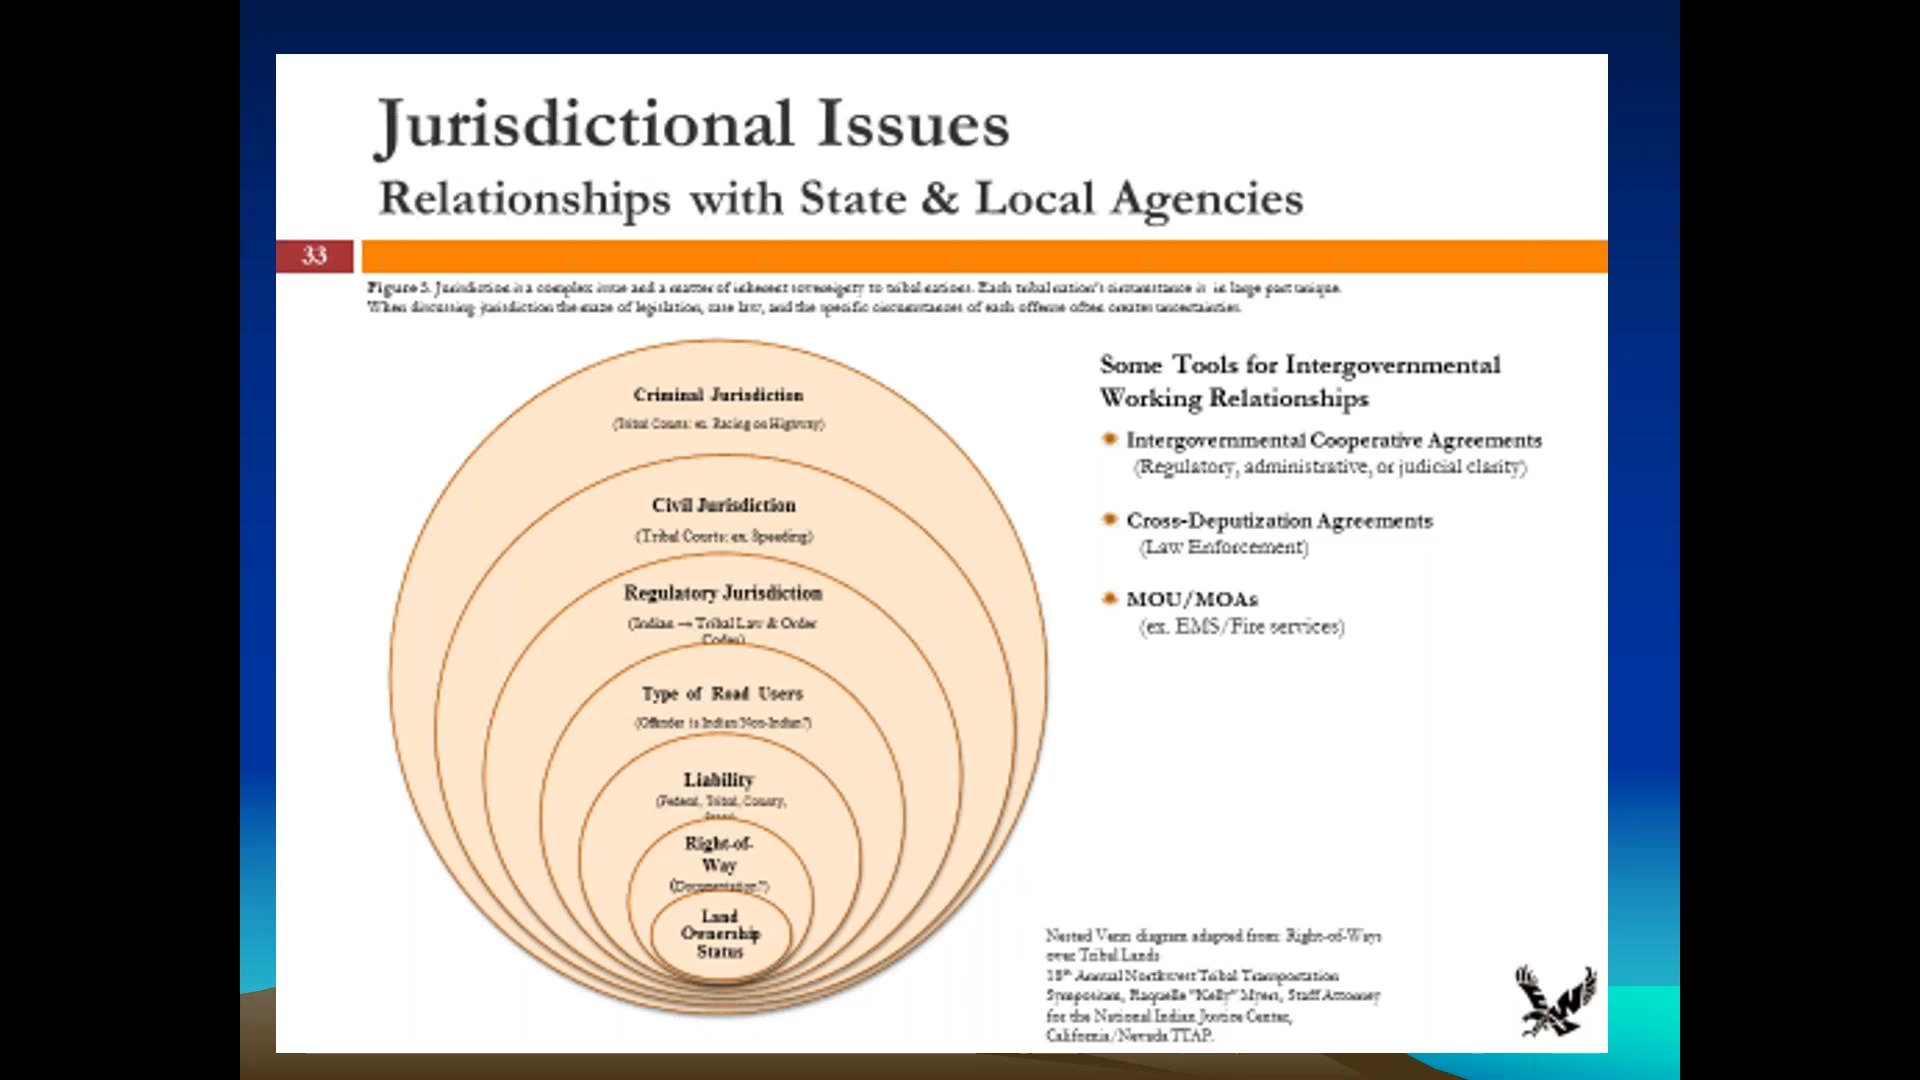 Jurisdictional Issues
Relationships with State & Local Agencies
33
Figure 5. Jurisdiction is a complex issue and a matter of inherent sovereignty to tribal nations. Each tribal nation's circumstance is in large part unique.
When discussing jurisdiction the maze of legislation, case law, and the specific circumstances of each offense often creates uncertainties.
Criminal Jurisdiction
(Tribal Courts: ex. Racing on Highway)
Civil Jurisdiction
(Tribal Courts: ex. Speeding)
Regulatory Jurisdiction
(Indian → Tribal Law & Order
Codes)
Type of Road Users
(Offender is Indian/Non-Indian?)
Liability
(Federal, Tribal, County,
Right-of-
Way
(Documentation?)
Land
Ownership
Status
Some Tools for Intergovernmental
Working Relationships
Intergovernmental Cooperative Agreements
(Regulatory, administrative, or judicial clarity)
Cross-Deputization Agreements
(Law Enforcement)
MOU/MOAs
(ex. EMS/Fire services)
Nested Venn diagram adapted from: Right-of-Ways
over Tribal Lands
18th Annual Northwest Tribal Transportation
Symposium, Raquelle "Kelly" Myers, Staff Attorney
for the National Indian Justice Center,
California/Nevada TTAP.